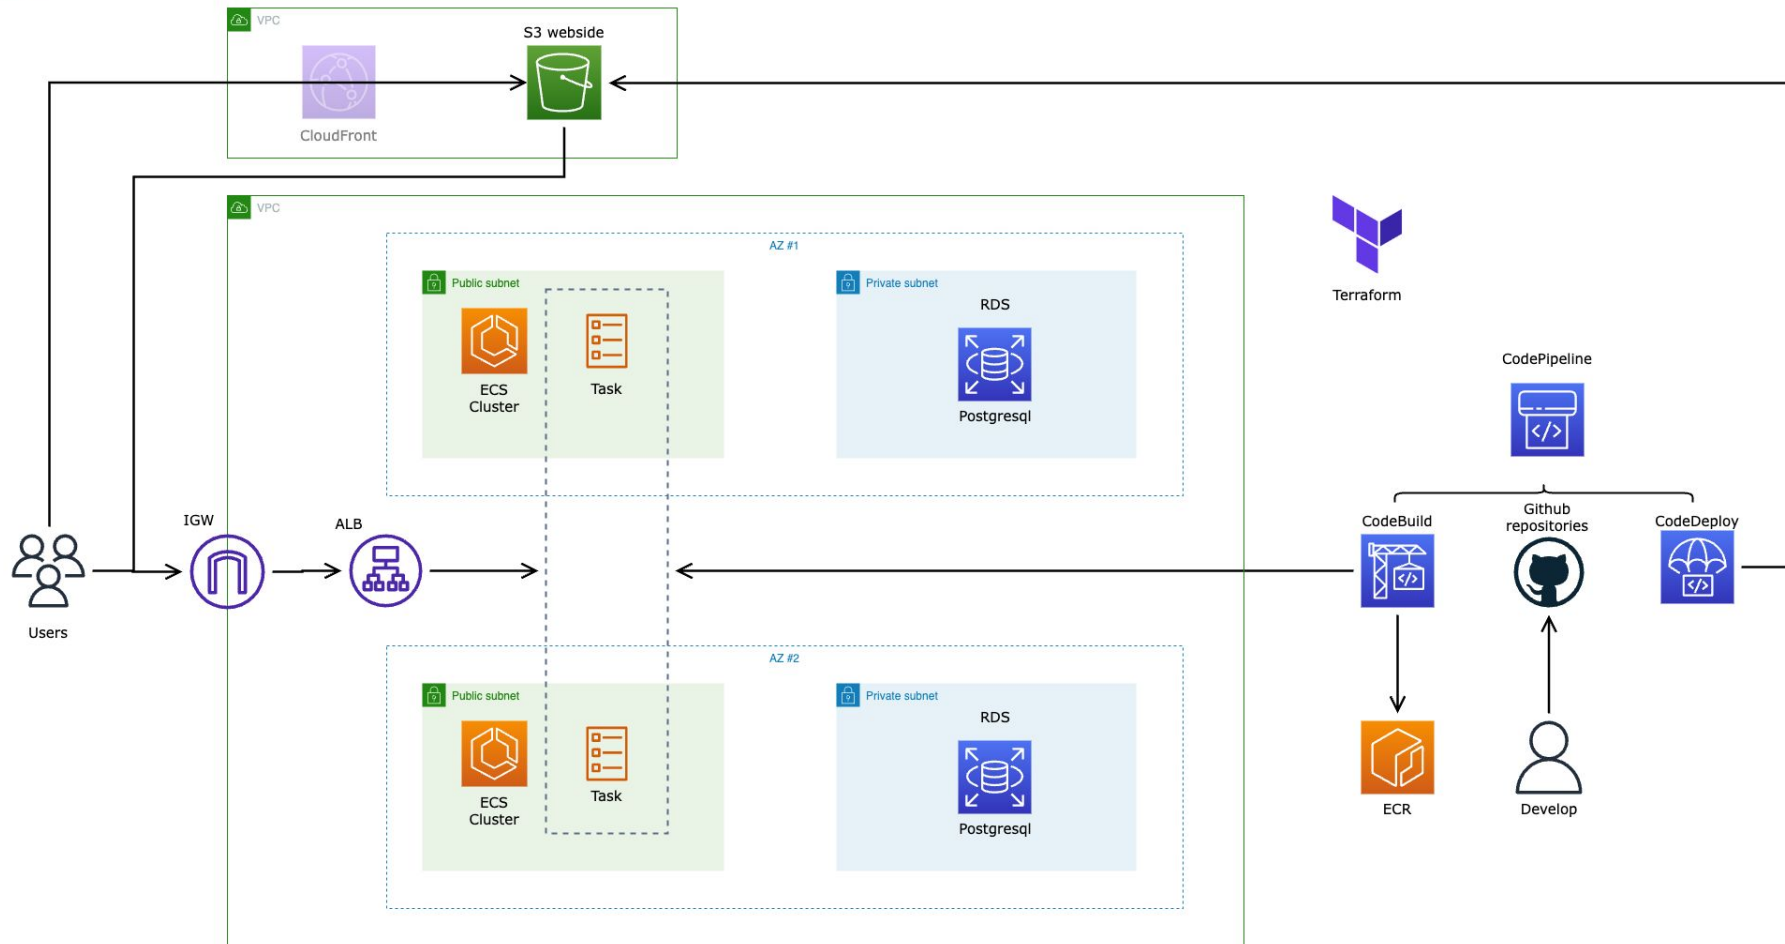 VPC
S3 webside
CloudFront
VPC
AZ #1
Public subnet
Private subnet
RDS
ECS
Cluster
Task
Postgresql
Terraform
CodePipeline
IGW
ALB
CodeBuild
Github
repositories
CodeDeploy
Users
AZ #2
Public subnet
Private subnet
RDS
ECS
Cluster
Task
Postgresql
ECR
Develop